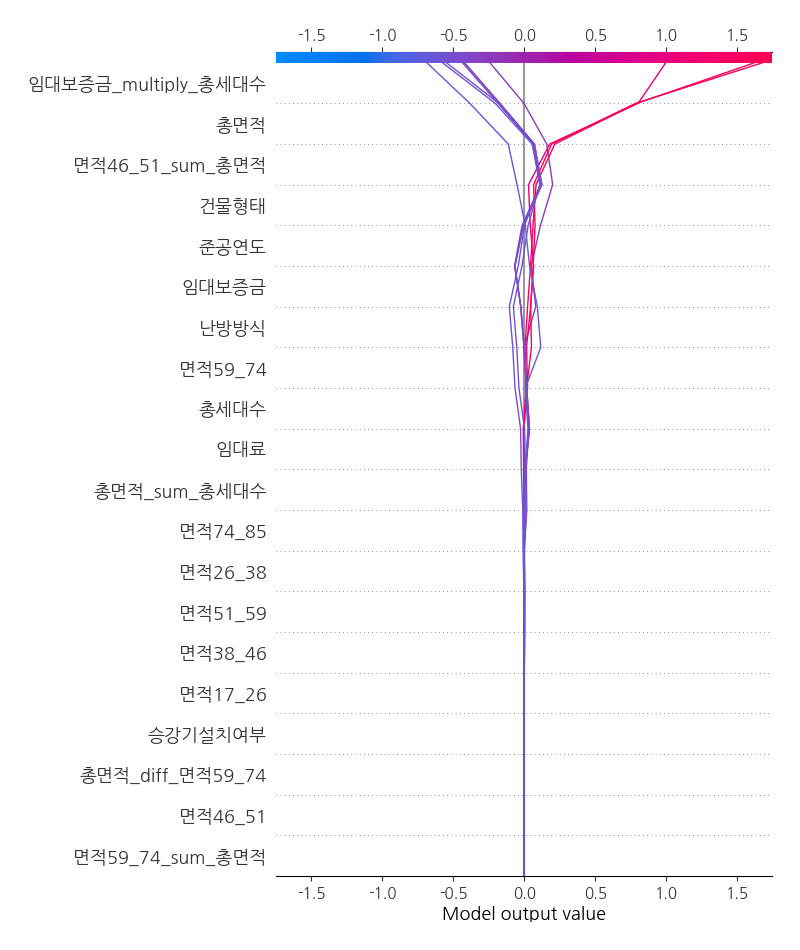 -1.5 -1.0 -0.5 0.0 0.5 1.0 1.5
임대보증금_multiply_총세대수
총면적
면적46_51_sum_총면적
건물형태
준공연도
임대보증금
난방방식
면적59_74
총세대수
임대료
총면적_sum_총세대수
면적74_85
면적26_38
면적51_59
면적38_46
면적17_26
승강기설치여부
총면적_diff_면적59_74
면적46_51
면적59_74_sum_총면적
-1.5 -1.0 -0.5 0.0 0.5 1.0 1.5
Model output value